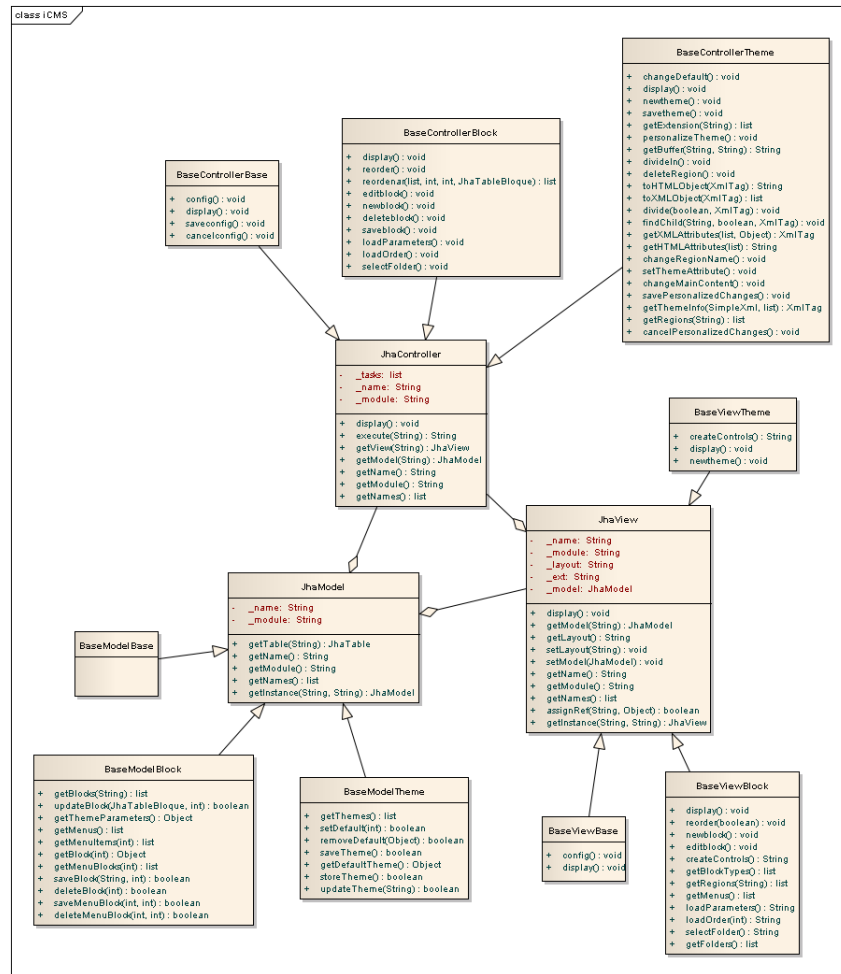 class iCMS
BaseControllerTheme
+ changeDefault() : void
+ display() : void
+ newtheme() : void
+ savetheme() : void
+ getExtension(String) : list
+ personalizeTheme() : void
+ getBuffer(String, String) : String
+ divideIn() : void
+ deleteRegion() : void
+ toHTMLObject(XmlTag) : String
+ toXMLObject(XmlTag) : list
+ divide(boolean, XmlTag) : void
+ findChild(String, boolean, XmlTag) : void
+ getXMLAttributes(list, Object) : XmlTag
+ getHTMLAttributes(list) : String
+ changeRegionName() : void
+ setThemeAttribute() : void
+ changeMainContent() : void
+ savePersonalizedChanges() : void
+ getThemeInfo(SimpleXml, list) : XmlTag
+ getRegions(String) : list
+ cancelPersonalizedChanges() : void
BaseControllerBlock
+ display() : void
+ reorder() : void
+ reordenar(list, int, int, JhaTableBloque) : list
+ editblock() : void
+ newblock() : void
+ deleteblock() : void
+ saveblock() : void
+ loadParameters() : void
+ loadOrder() : void
+ selectFolder() : void
BaseControllerBase
+ config() : void
+ display() : void
+ saveconfig() : void
+ cancelconfig() : void
JhaController
- _tasks: list
- _name: String
- _module: String
+ display() : void
+ execute(String) : String
+ getView(String) : JhaView
+ getModel(String) : JhaModel
+ getName() : String
+ getModule() : String
+ getNames() : list
BaseViewTheme
+ createControls() : String
+ display() : void
+ newtheme() : void
JhaView
- _name: String
- _module: String
- _layout: String
- _ext: String
- _model: JhaModel
+ display() : void
+ getModel(String) : JhaModel
+ getLayout() : String
+ setLayout(String) : void
+ setModel(JhaModel) : void
+ getName() : String
+ getModule() : String
+ getNames() : list
+ assignRef(String, Object) : boolean
+ getInstance(String, String) : JhaView
JhaModel
- _name: String
- _module: String
+ getTable(String) : JhaTable
+ getName() : String
+ getModule() : String
+ getNames() : list
+ getInstance(String, String) : JhaModel
BaseModelBase
BaseModelBlock
+ getBlocks(String) : list
+ updateBlock(JhaTableBloque, int) : boolean
+ getThemeParameters() : Object
+ getMenus() : list
+ getMenuItems(int) : list
+ getBlock(int) : Object
+ getMenuBlocks(int) : list
+ saveBlock(String, int) : boolean
+ deleteBlock(int) : boolean
+ saveMenuBlock(int, int) : boolean
+ deleteMenuBlock(int, int) : boolean
BaseModelTheme
+ getThemes() : list
+ setDefault(int) : boolean
+ removeDefault(Object) : boolean
+ saveTheme() : boolean
+ getDefaultTheme() : Object
+ storeTheme() : boolean
+ updateTheme(String) : boolean
BaseViewBase
+ config() : void
+ display() : void
BaseViewBlock
+ display() : void
+ reorder(boolean) : void
+ newblock() : void
+ editblock() : void
+ createControls() : String
+ getBlockTypes() : list
+ getRegions(String) : list
+ getMenus() : list
+ loadParameters() : String
+ loadOrder(int) : String
+ selectFolder() : String
+ getFolders() : list